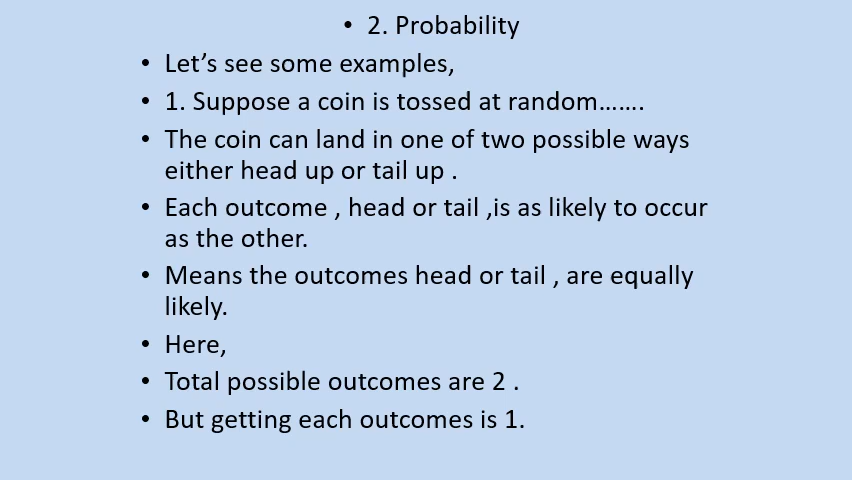 • 2. Probability
• Let’s see some examples,
• 1. Suppose a coin is tossed at random…….
• The coin can land in one of two possible ways
either head up or tail up .
• Each outcome , head or tail ,is as likely to occur
as the other.
• Means the outcomes head or tail , are equally
likely.
• Here,
• Total possible outcomes are 2 .
• But getting each outcomes is 1.